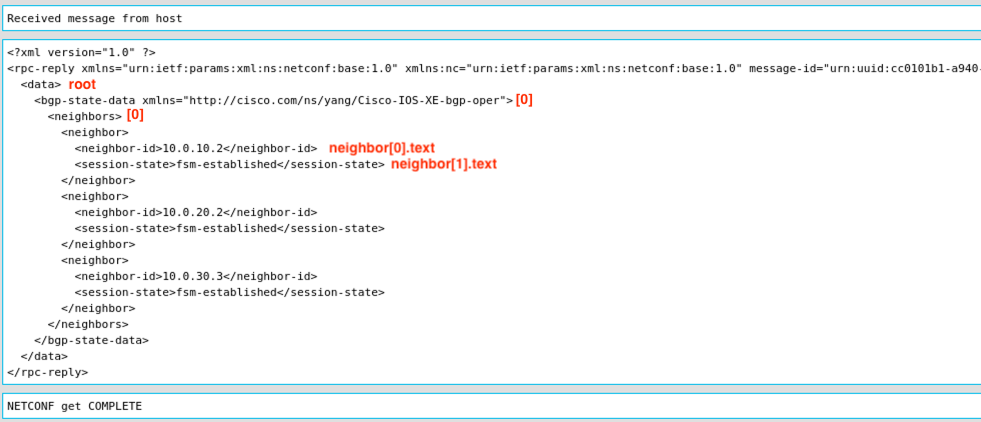 Received message from host
<?xml version="1.0" ?>
<rpc-reply xmlns="urn:ietf:params:xml:ns:netconf:base:1.0" xmlns:nc="urn:ietf:params:xml:ns:netconf:base:1.0" message-id="urn:uuid:cc0101b1-a940-
<data> root
<bgp-state-data xmlns="http://cisco.com/ns/yang/Cisco-IOS-XE-bgp-oper"> [0]
<neighbors> [0]
<neighbor>
<neighbor-id>10.0.10.2</neighbor-id> neighbor[0].text
<session-state>fsm-established</session-state> neighbor[1].text
</neighbor>
<neighbor>
<neighbor-id>10.0.20.2</neighbor-id>
<session-state>fsm-established</session-state>
</neighbor>
<neighbor>
<neighbor-id>10.0.30.3</neighbor-id>
<session-state>fsm-established</session-state>
</neighbor>
</neighbors>
</bgp-state-data>
</data>
</rpc-reply>
NETCONF get COMPLETE